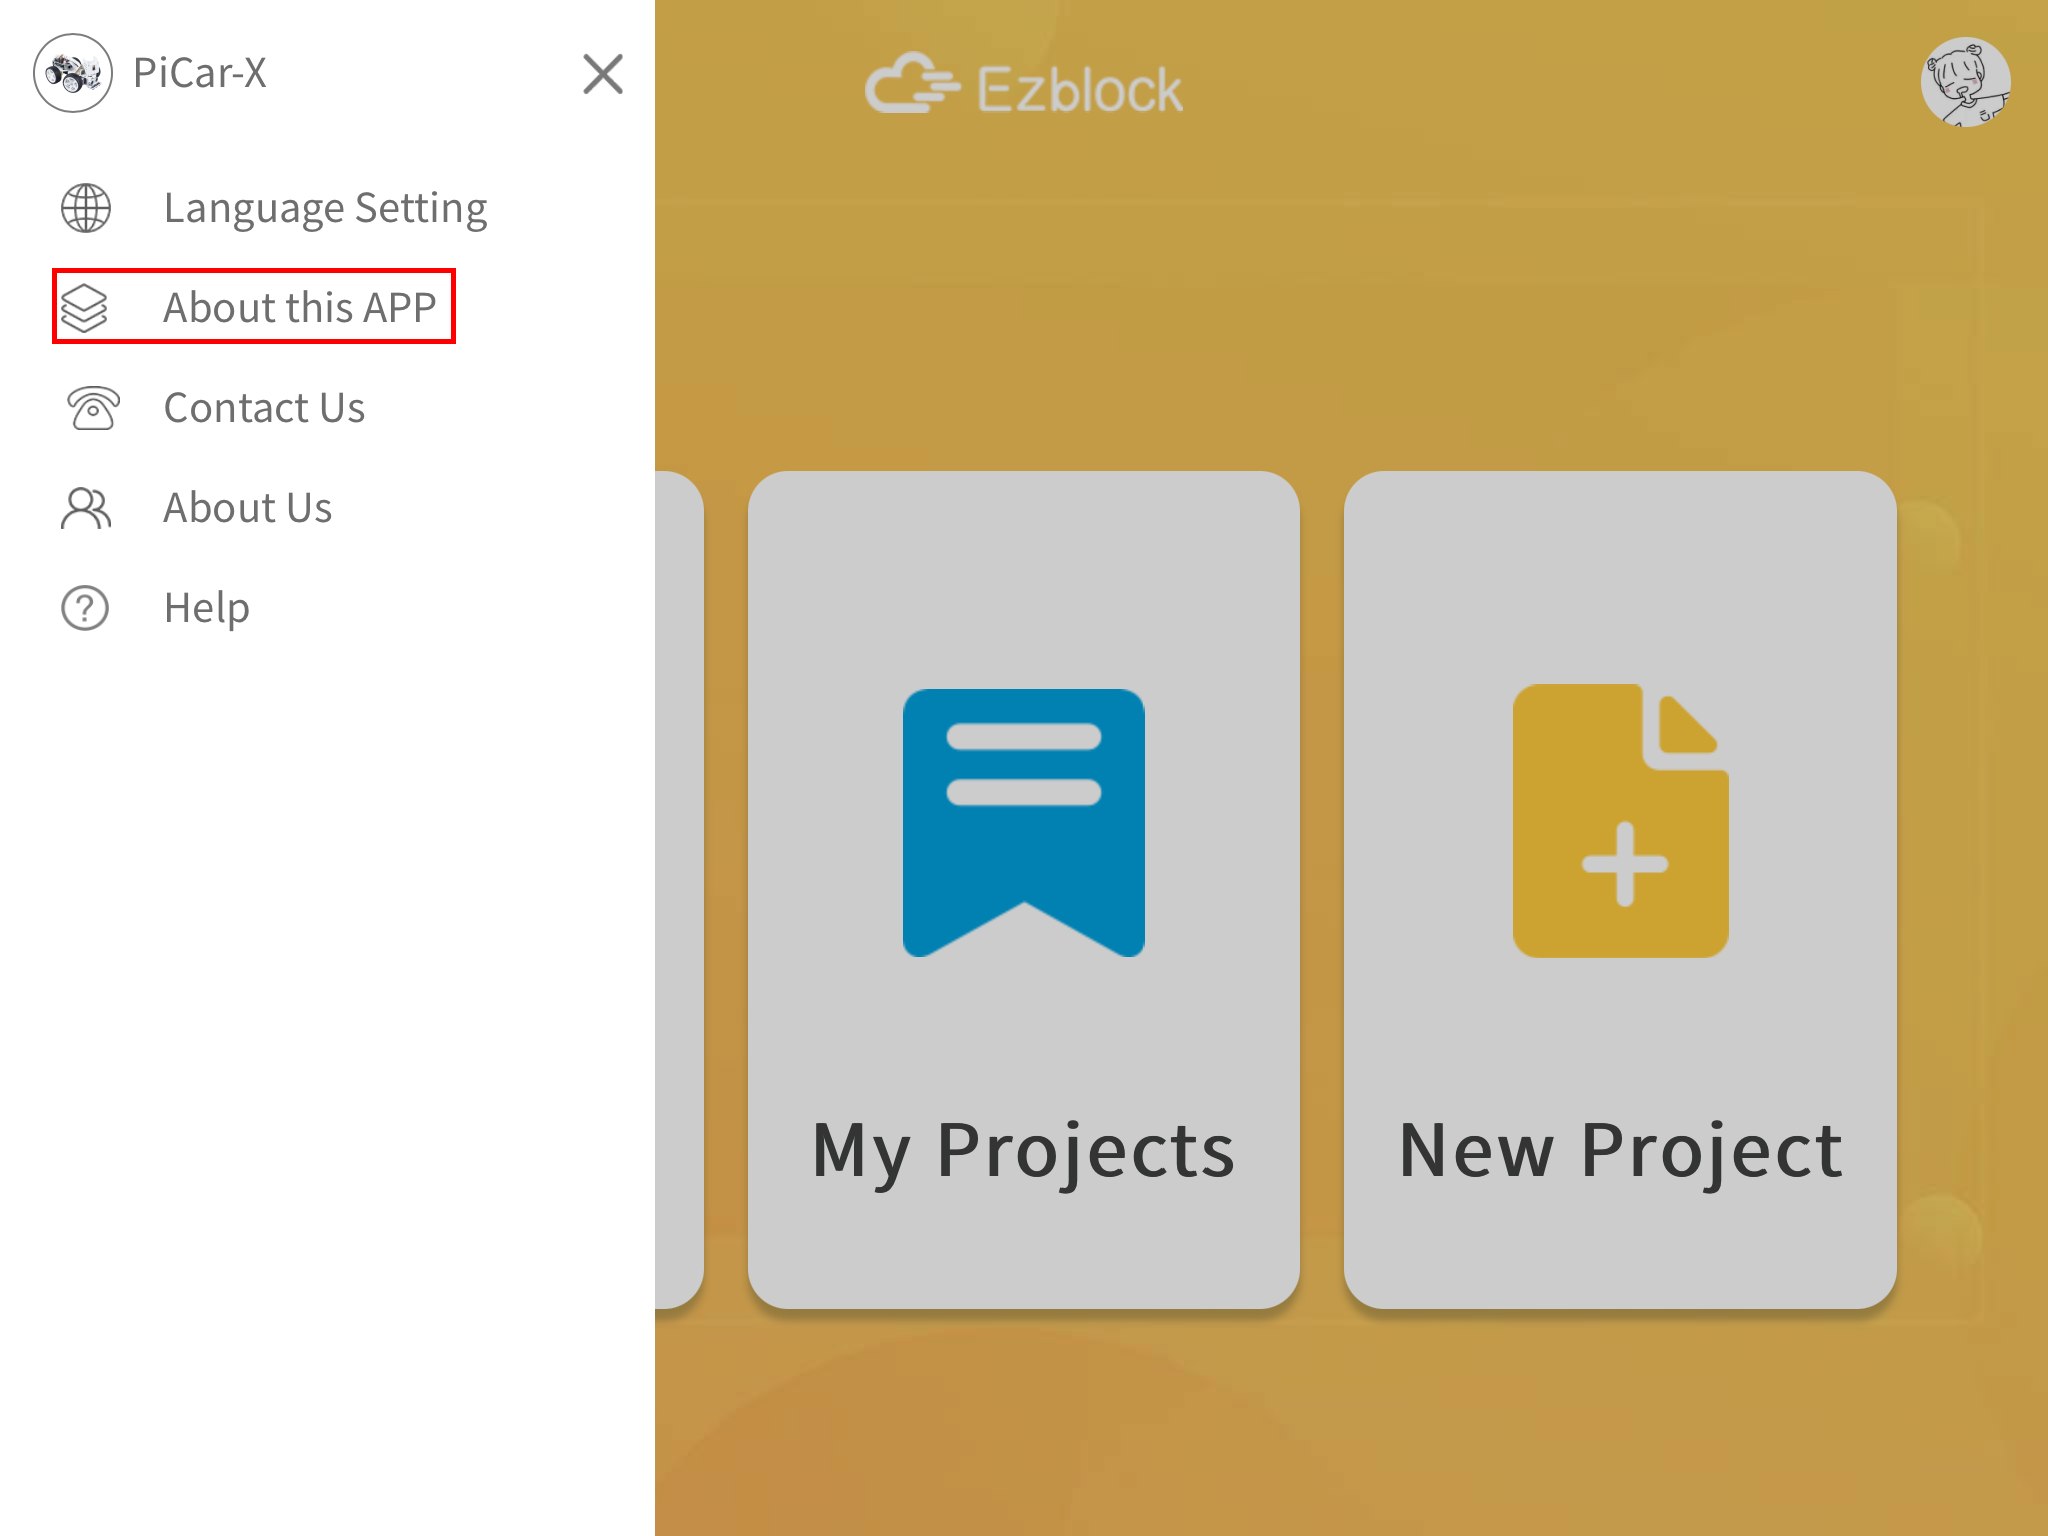 PiCar-X
Language Setting
About this APP
Contact Us
About Us
Help
Ezblock
My Projects
New Project